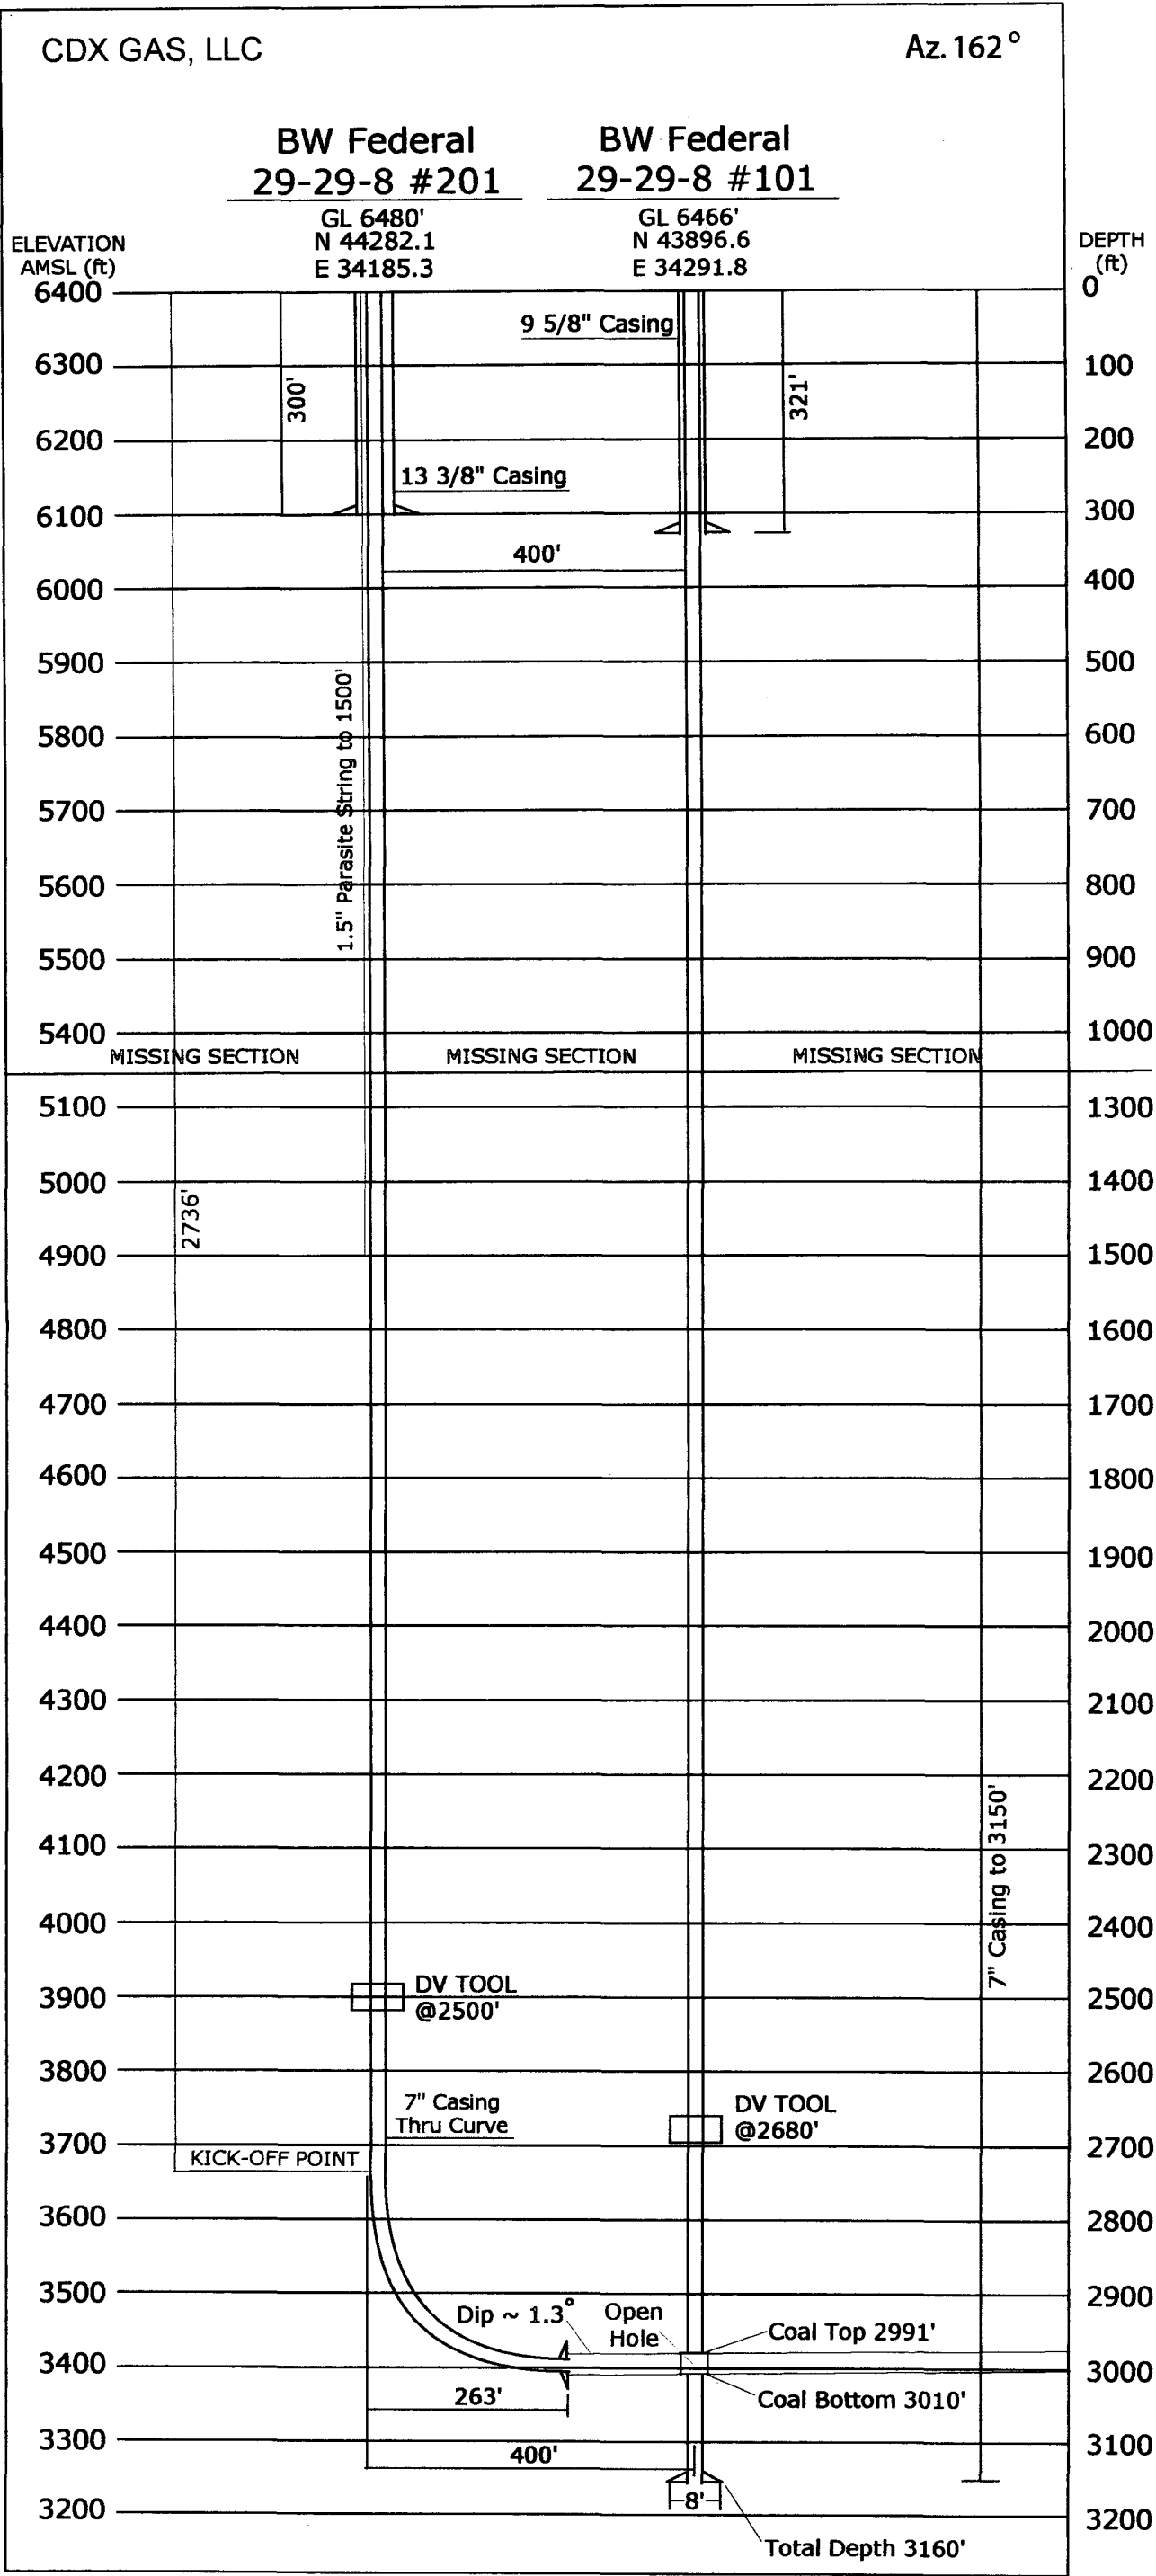 CDX GAS, LLC
Az. 162°
BW Federal
29-29-8 #201
GL 6480'
N 44282.1
E 34185.3
BW Federal
29-29-8 #101
GL 6466'
N 43896.6
E 34291.8
ELEVATION
AMSL (ft)
DEPTH
(ft)
6400
0
9 5/8" Casing
6300
100
300'
321'
6200
200
13 3/8" Casing
6100
300
400'
6000
400
5900
500
1.5" Parasite String to 1500'
5800
600
5700
700
5600
800
5500
900
5400
1000
MISSING SECTION
MISSING SECTION
MISSING SECTION
5100
1300
5000
1400
2736'
4900
1500
4800
1600
4700
1700
4600
1800
4500
1900
4400
2000
4300
2100
4200
2200
7" Casing to 3150'
4100
2300
4000
2400
3900
DV TOOL
@2500'
2500
3800
2600
7" Casing
Thru Curve
DV TOOL
@2680'
3700
2700
KICK-OFF POINT
3600
2800
3500
2900
Dip ~ 1.3°
Open
Hole
Coal Top 2991'
3400
3000
263'
Coal Bottom 3010'
3300
3100
400'
8'
3200
3200
Total Depth 3160'